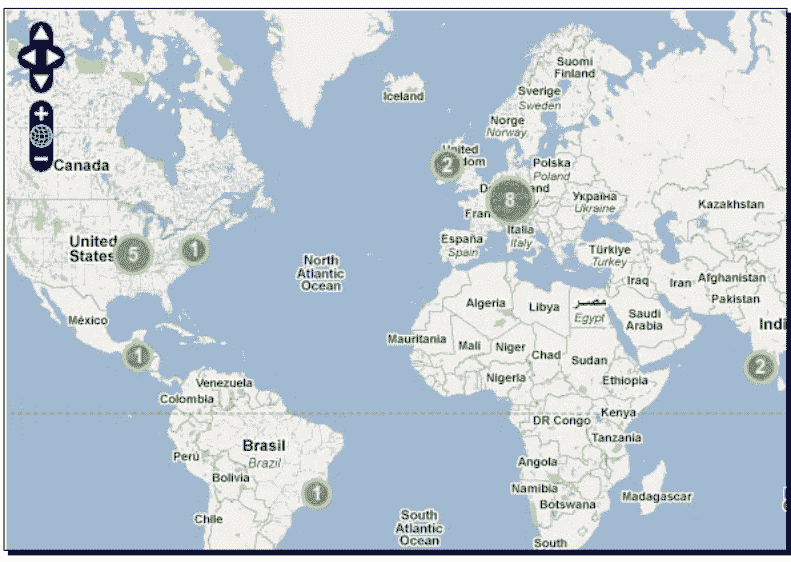 Suomi
Finland
Iceland
Sverige
Sweden
Norge
Norway
Canada
United
2
Polska
Poland
8
Україна
Ukraine
Kazakhstan
Italia
Italy
España
Spain
Türkiye
Turkey
United
States
5
1
North
Atlantic
Ocean
Iraq
Iran
Afghanistan
Pakistan
Algeria
Libya
مصر
Egypt
Saudi
Arabia
México
Indi
Mauritania
Mali
Niger
Chad
Sudan
1
2
Venezuela
Colombia
Nigeria
Ethiopia
DR Congo
Kenya
Tanzania
Brasil
Brazil
Perú
Bolivia
1
Angola
Namibia
Botswana
Madagascar
Chile
South
Atlantic
Ocean
South